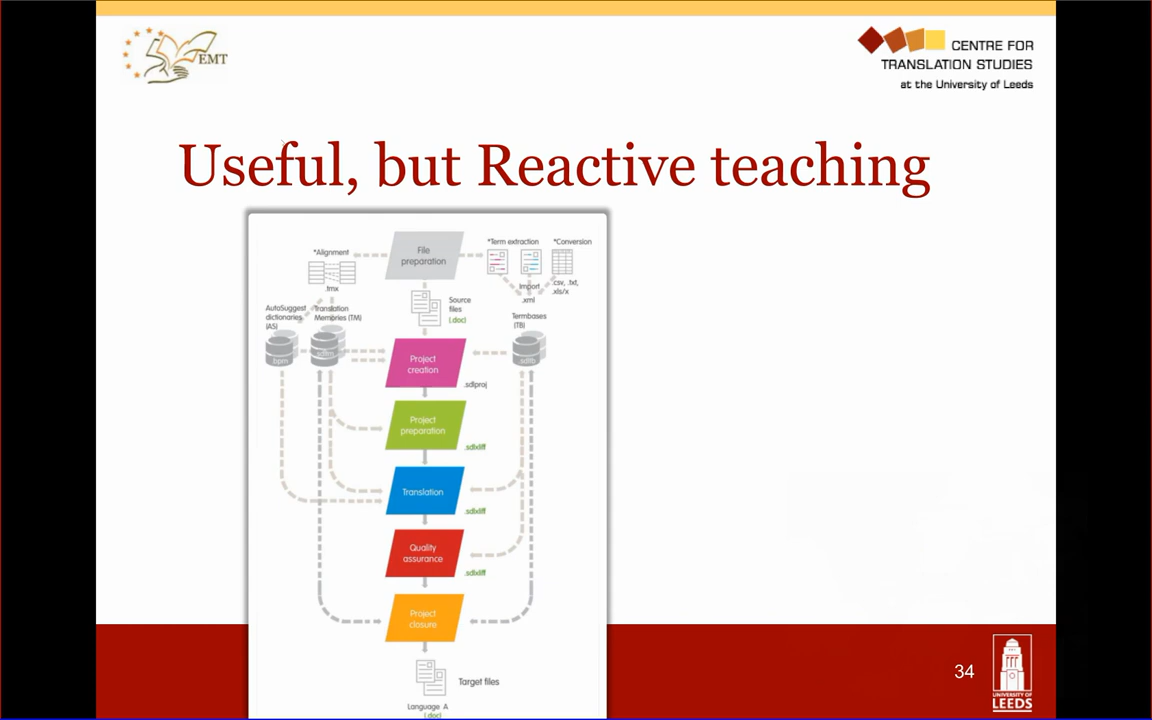 EMT
CENTRE FOR
TRANSLATION STUDIES
at the University of Leeds
Useful, but Reactive teaching
File
preparation
*Alignment
.tmx
*Term extraction
*Conversion
Import
.xml
.csv, .txt,
.xls/x
AutoSuggest
dictionaries
(AS)
Translation
Memories (TM)
Source
files
(.doc)
Termbases
(TB)
.bpm
.sdltm
.sdltb
Project
creation
.sdlproj
Project
preparation
.sdlxliff
Translation
.sdlxliff
Quality
assurance
.sdlxliff
Project
closure
Target files
Language A
(.doc)
34
UNIVERSITY OF
LEEDS